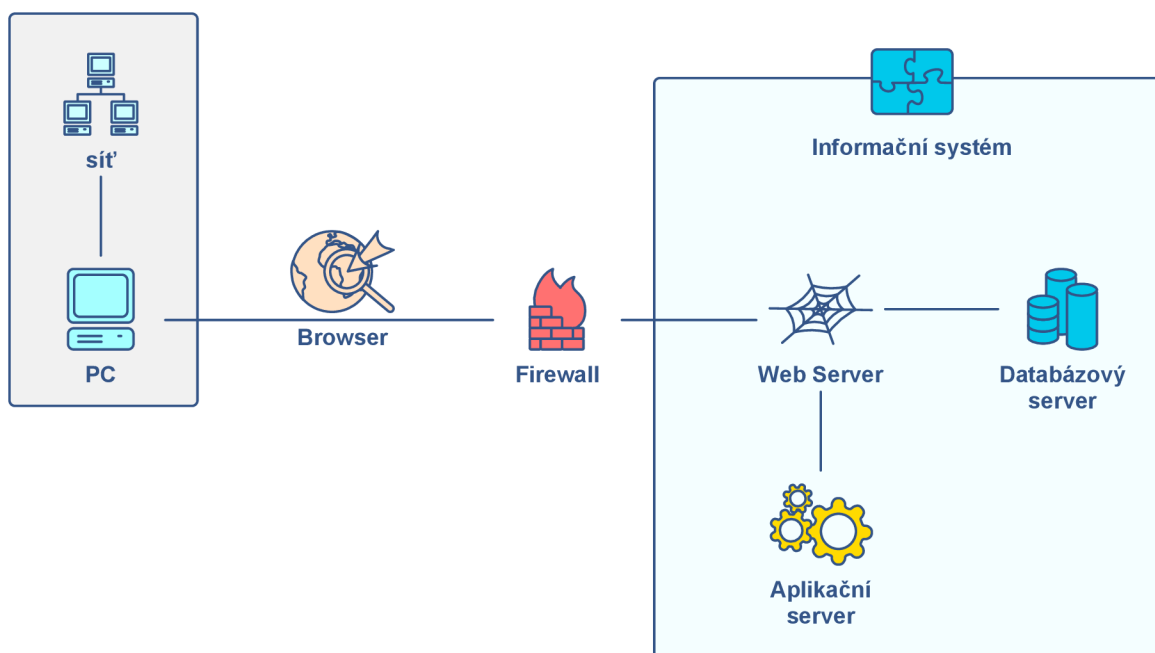 síť
PC
Browser
Firewall
Informační systém
Web Server
Databázový
server
Aplikační
server